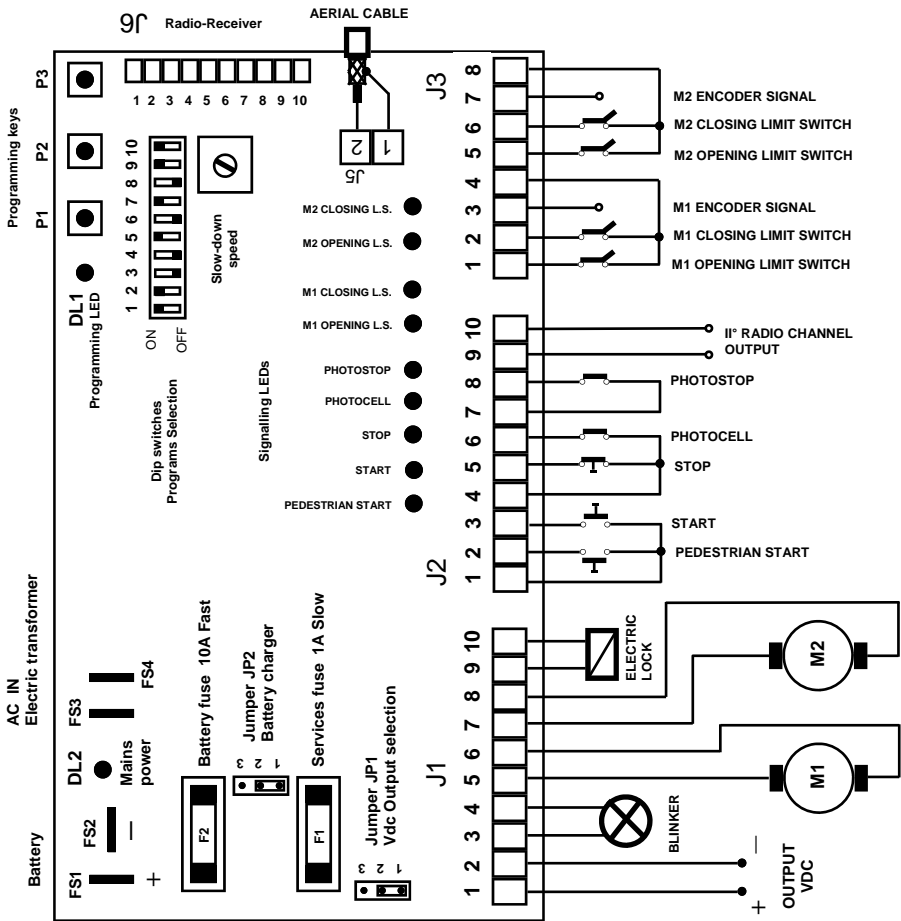 AERIAL CABLE
J6
Radio-Receiver
P3
P2
P1
Programming keys
1 2 3 4 5 6 7 8 9 10
J5
2
1
J3
8
7
6
5
4
3
2
1
M2 ENCODER SIGNAL
M2 CLOSING LIMIT SWITCH
M2 OPENING LIMIT SWITCH
M1 ENCODER SIGNAL
M1 CLOSING LIMIT SWITCH
M1 OPENING LIMIT SWITCH
DL1
Programming LED
1 2 3 4 5 6 7 8 9 10
ON
OFF
Dip switches
Programs Selection
Slow-down
speed
Signalling LEDs
M2 CLOSING L.S.
M2 OPENING L.S.
M1 CLOSING L.S.
M1 OPENING L.S.
PHOTOSTOP
PHOTOCELL
STOP
START
PEDESTRIAN START
J2
10
9
8
7
6
5
4
3
2
1
II° RADIO CHANNEL
OUTPUT
PHOTOSTOP
PHOTOCELL
STOP
START
PEDESTRIAN START
AC IN
Electric transformer
FS4
FS3
DL2
Mains
power
Battery
FS2
—
FS1
+
Battery fuse 10A Fast
F2
Jumper JP2
Battery charger
1 2 3
Services fuse 1A Slow
F1
Jumper JP1
Vdc Output selection
1 2 3
J1
10
9
8
7
6
5
4
3
2
1
ELECTRIC
LOCK
M2
M1
BLINKER
—
+
OUTPUT
VDC